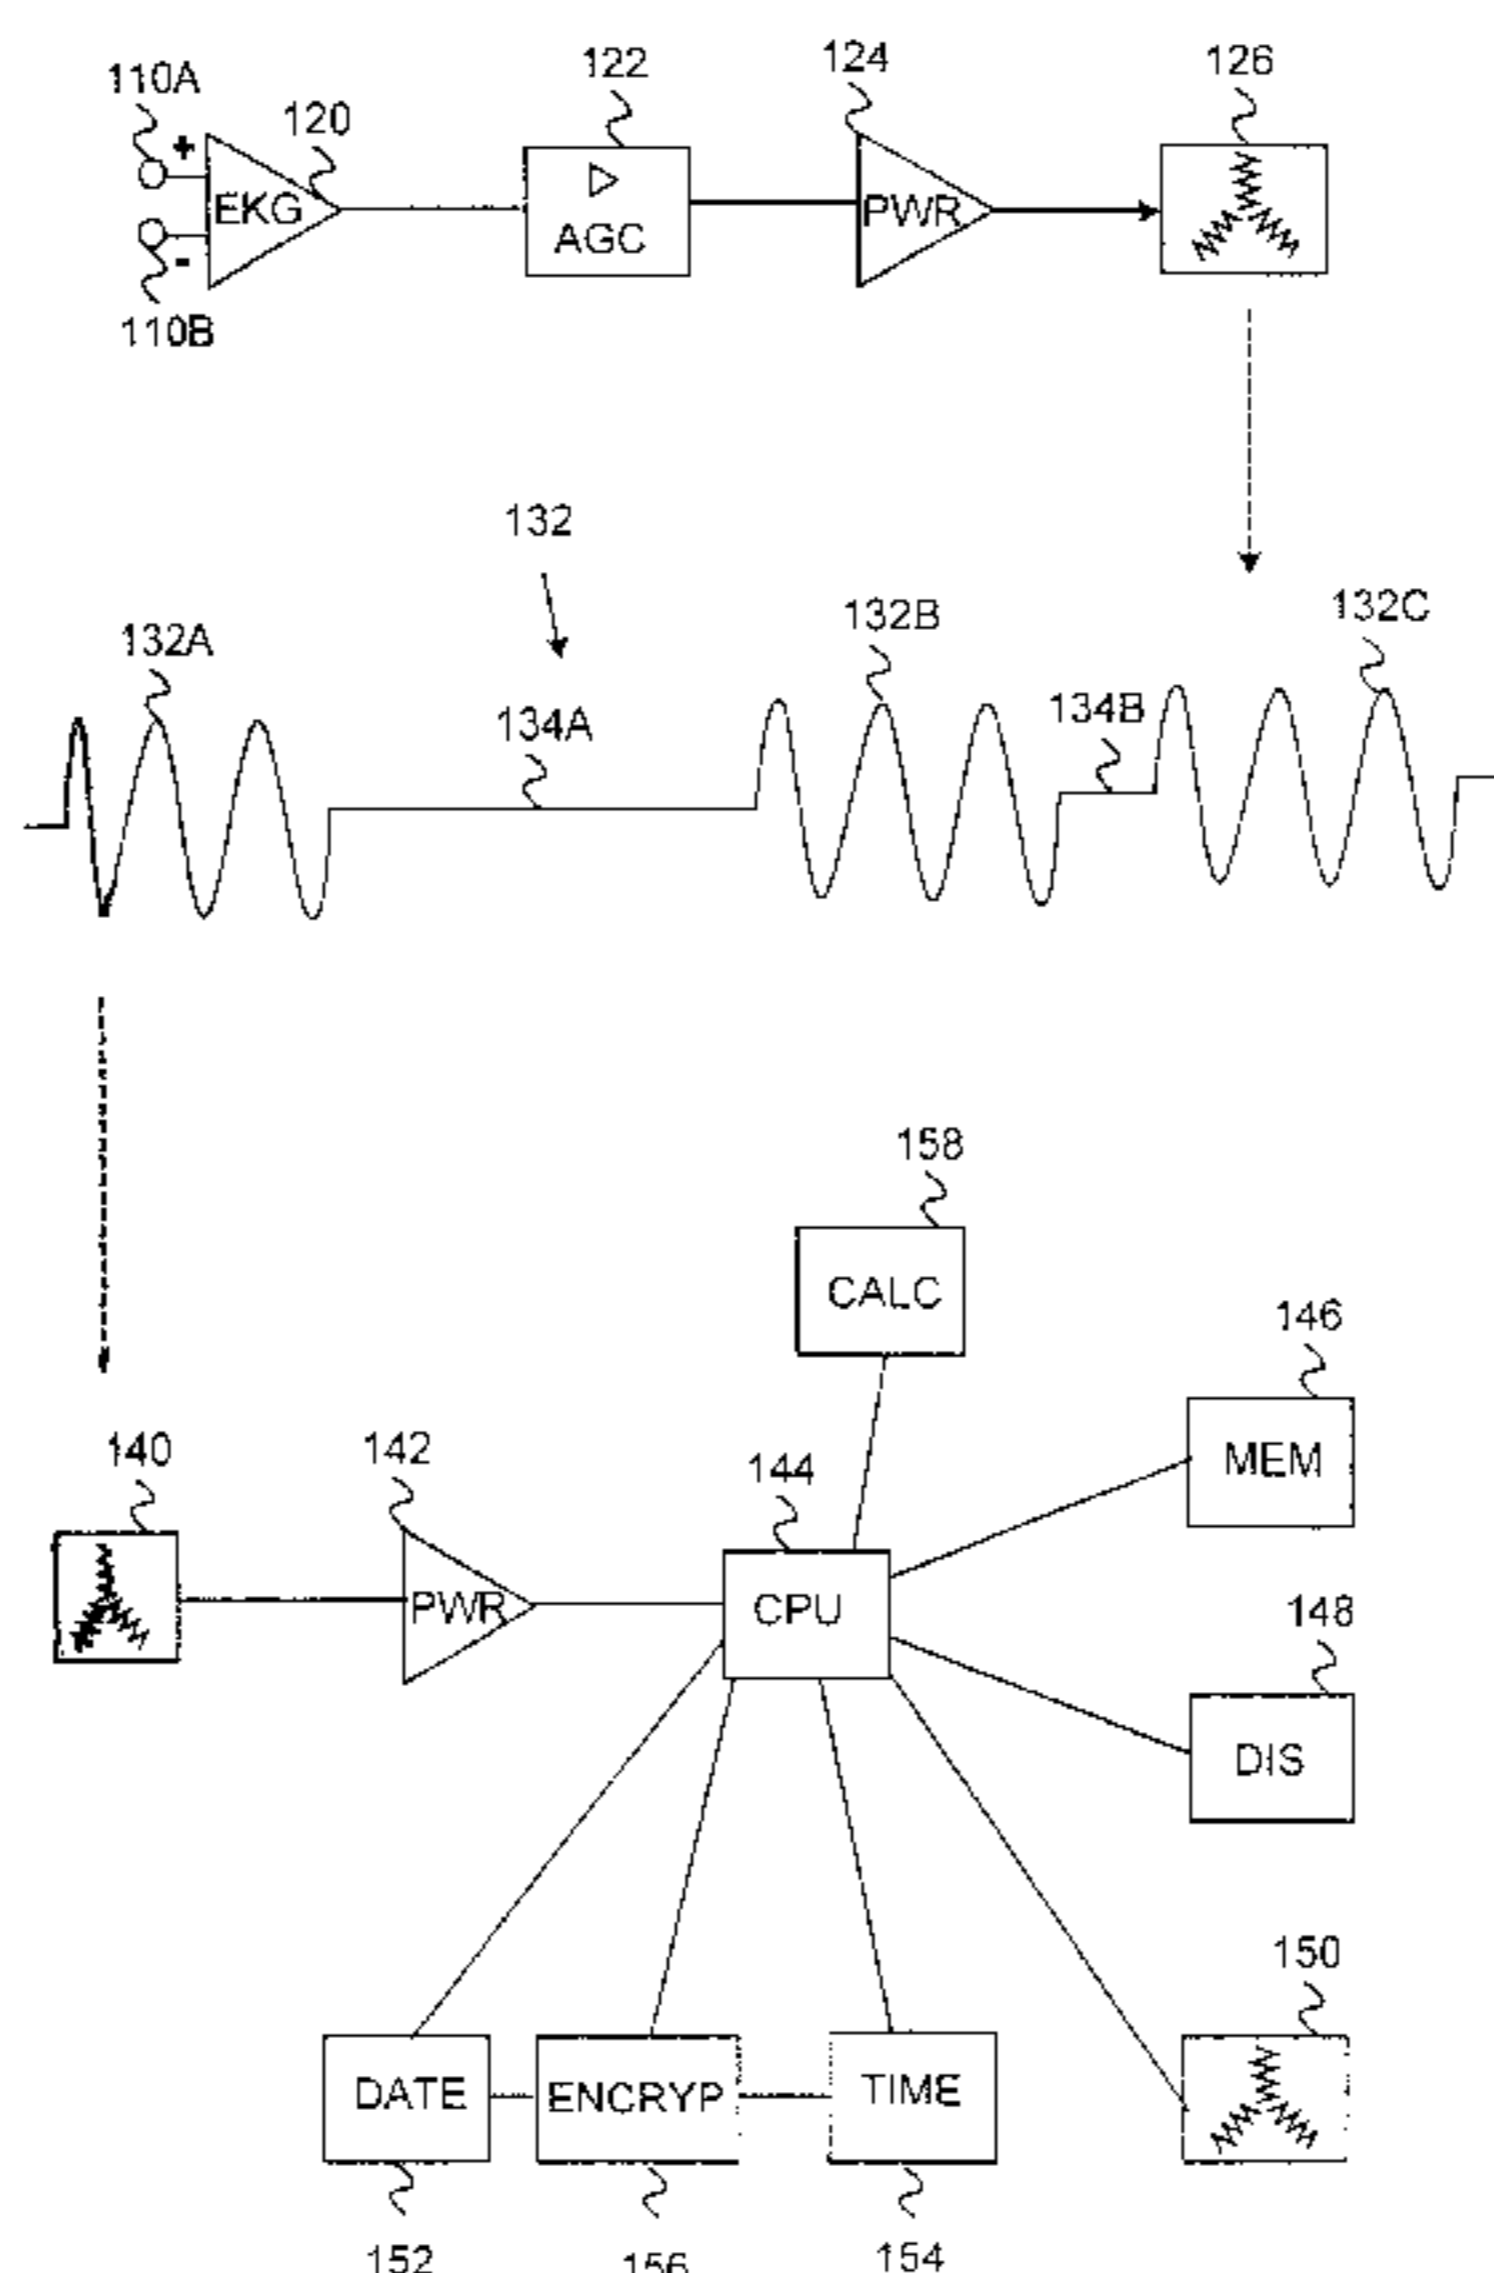 110A
120
122
124
126
+
EKG
AGC
PWR
-
110B
132
132A
134A
132B
134B
132C
158
CALC
146
MEM
140
142
144
PWR
CPU
148
DIS
150
DATE
ENCRYP
TIME
152
156
154